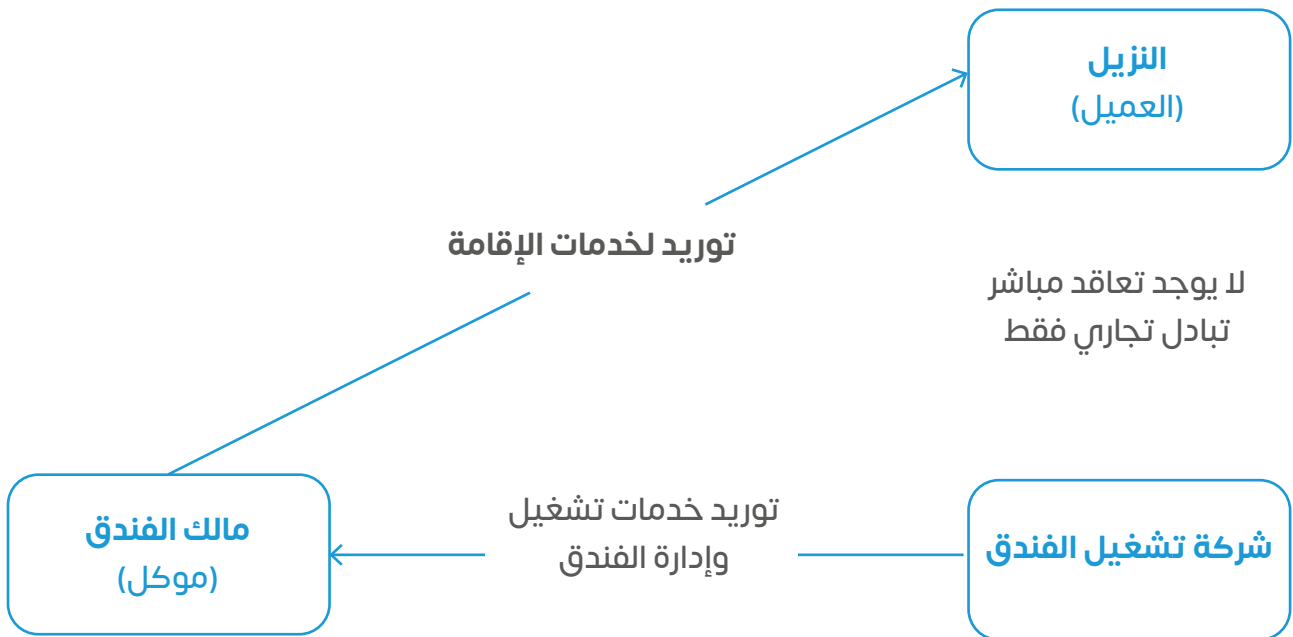 النزيل
(العميل)
توريد لخدمات الإقامة
لا يوجد تعاقد مباشر
تبادل تجاري فقط
مالك الفندق
(موكل)
توريد خدمات تشغيل
وإدارة الفندق
شركة تشغيل الفندق